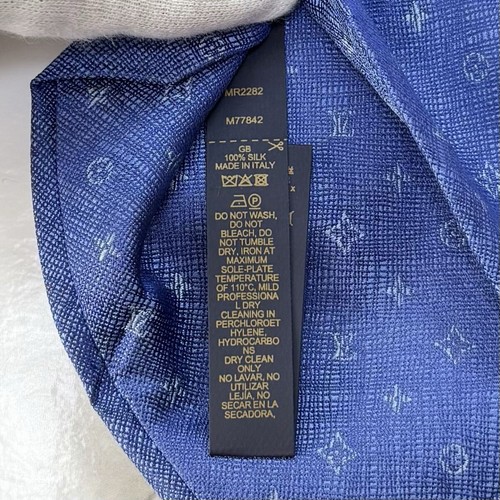 MR2282
M77842
GB
100% SILK
MADE IN ITALY
P
DO NOT WASH,
DO NOT
BLEACH, DO
NOT TUMBLE
DRY, IRON AT
MAXIMUM
SOLE-PLATE
TEMPERATURE
OF 110°C, MILD
PROFESSIONA
L DRY
CLEANING IN
PERCHLOROET
HYLENE,
HYDROCARBO
NS
DRY CLEAN
ONLY
NO LAVAR, NO
UTILIZAR
LEJÍA, NO
SECAR EN LA
SECADORA,